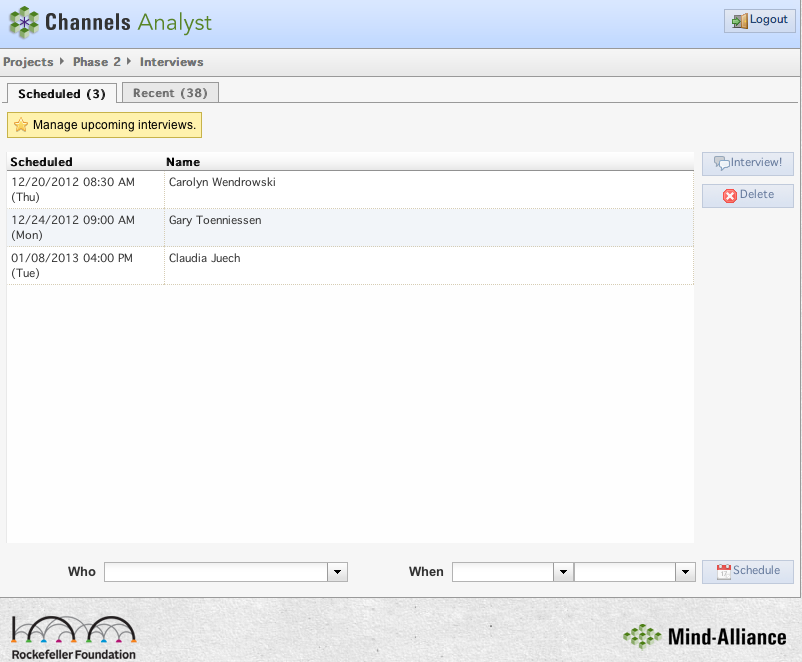 Channels Analyst
Logout
Projects Phase 2 Interviews
Scheduled (3) Recent (38)
Manage upcoming interviews.
Scheduled Name
12/20/2012 08:30 AM Carolyn Wendrowski
(Thu)
12/24/2012 09:00 AM Gary Toenniessen
(Mon)
01/08/2013 04:00 PM Claudia Juech
(Tue)
Interview!
Delete
Who When Schedule
Rockefeller Foundation
Mind-Alliance